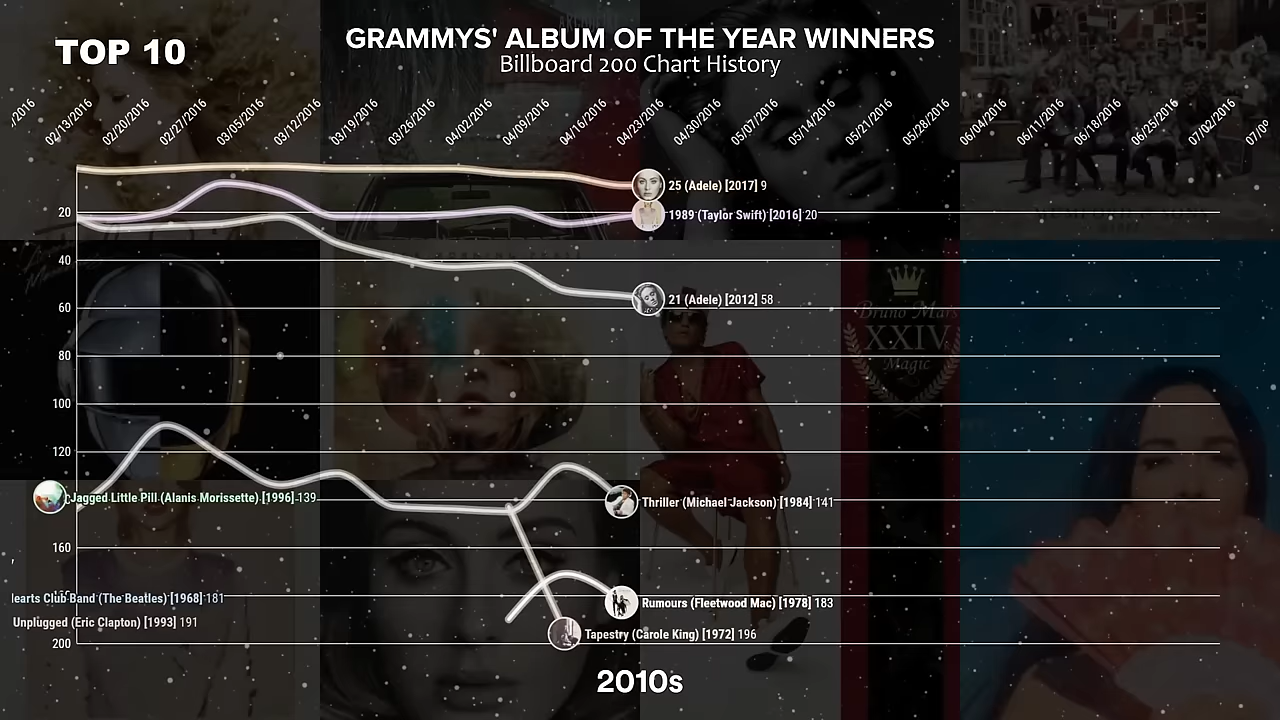 TOP 10
GRAMMYS' ALBUM OF THE YEAR WINNERS
Billboard 200 Chart History
/2016 02/13/2016 02/20/2016 02/27/2016 03/05/2016 03/12/2016 03/19/2016 03/26/2016 04/02/2016 04/09/2016 04/16/2016 04/23/2016 04/30/2016 05/07/2016 05/14/2016 05/21/2016 05/28/2016 06/04/2016 06/11/2016 06/18/2016 06/25/2016 07/02/2016
25 (Adele) [2017] 9
20
1989 (Taylor Swift) [2016] 20
40
21 (Adele) [2012] 58
60
Bruno Mars
XXIV
Magic
80
100
120
Jagged Little Pill (Alanis Morissette) [1996] 139
Thriller (Michael Jackson) [1984] 141
160
earts Club Band (The Beatles) [1968] 181
Rumours (Fleetwood Mac) [1978] 183
Unplugged (Eric Clapton) [1993] 191
Tapestry (Carole King) [1972] 196
200
2010s